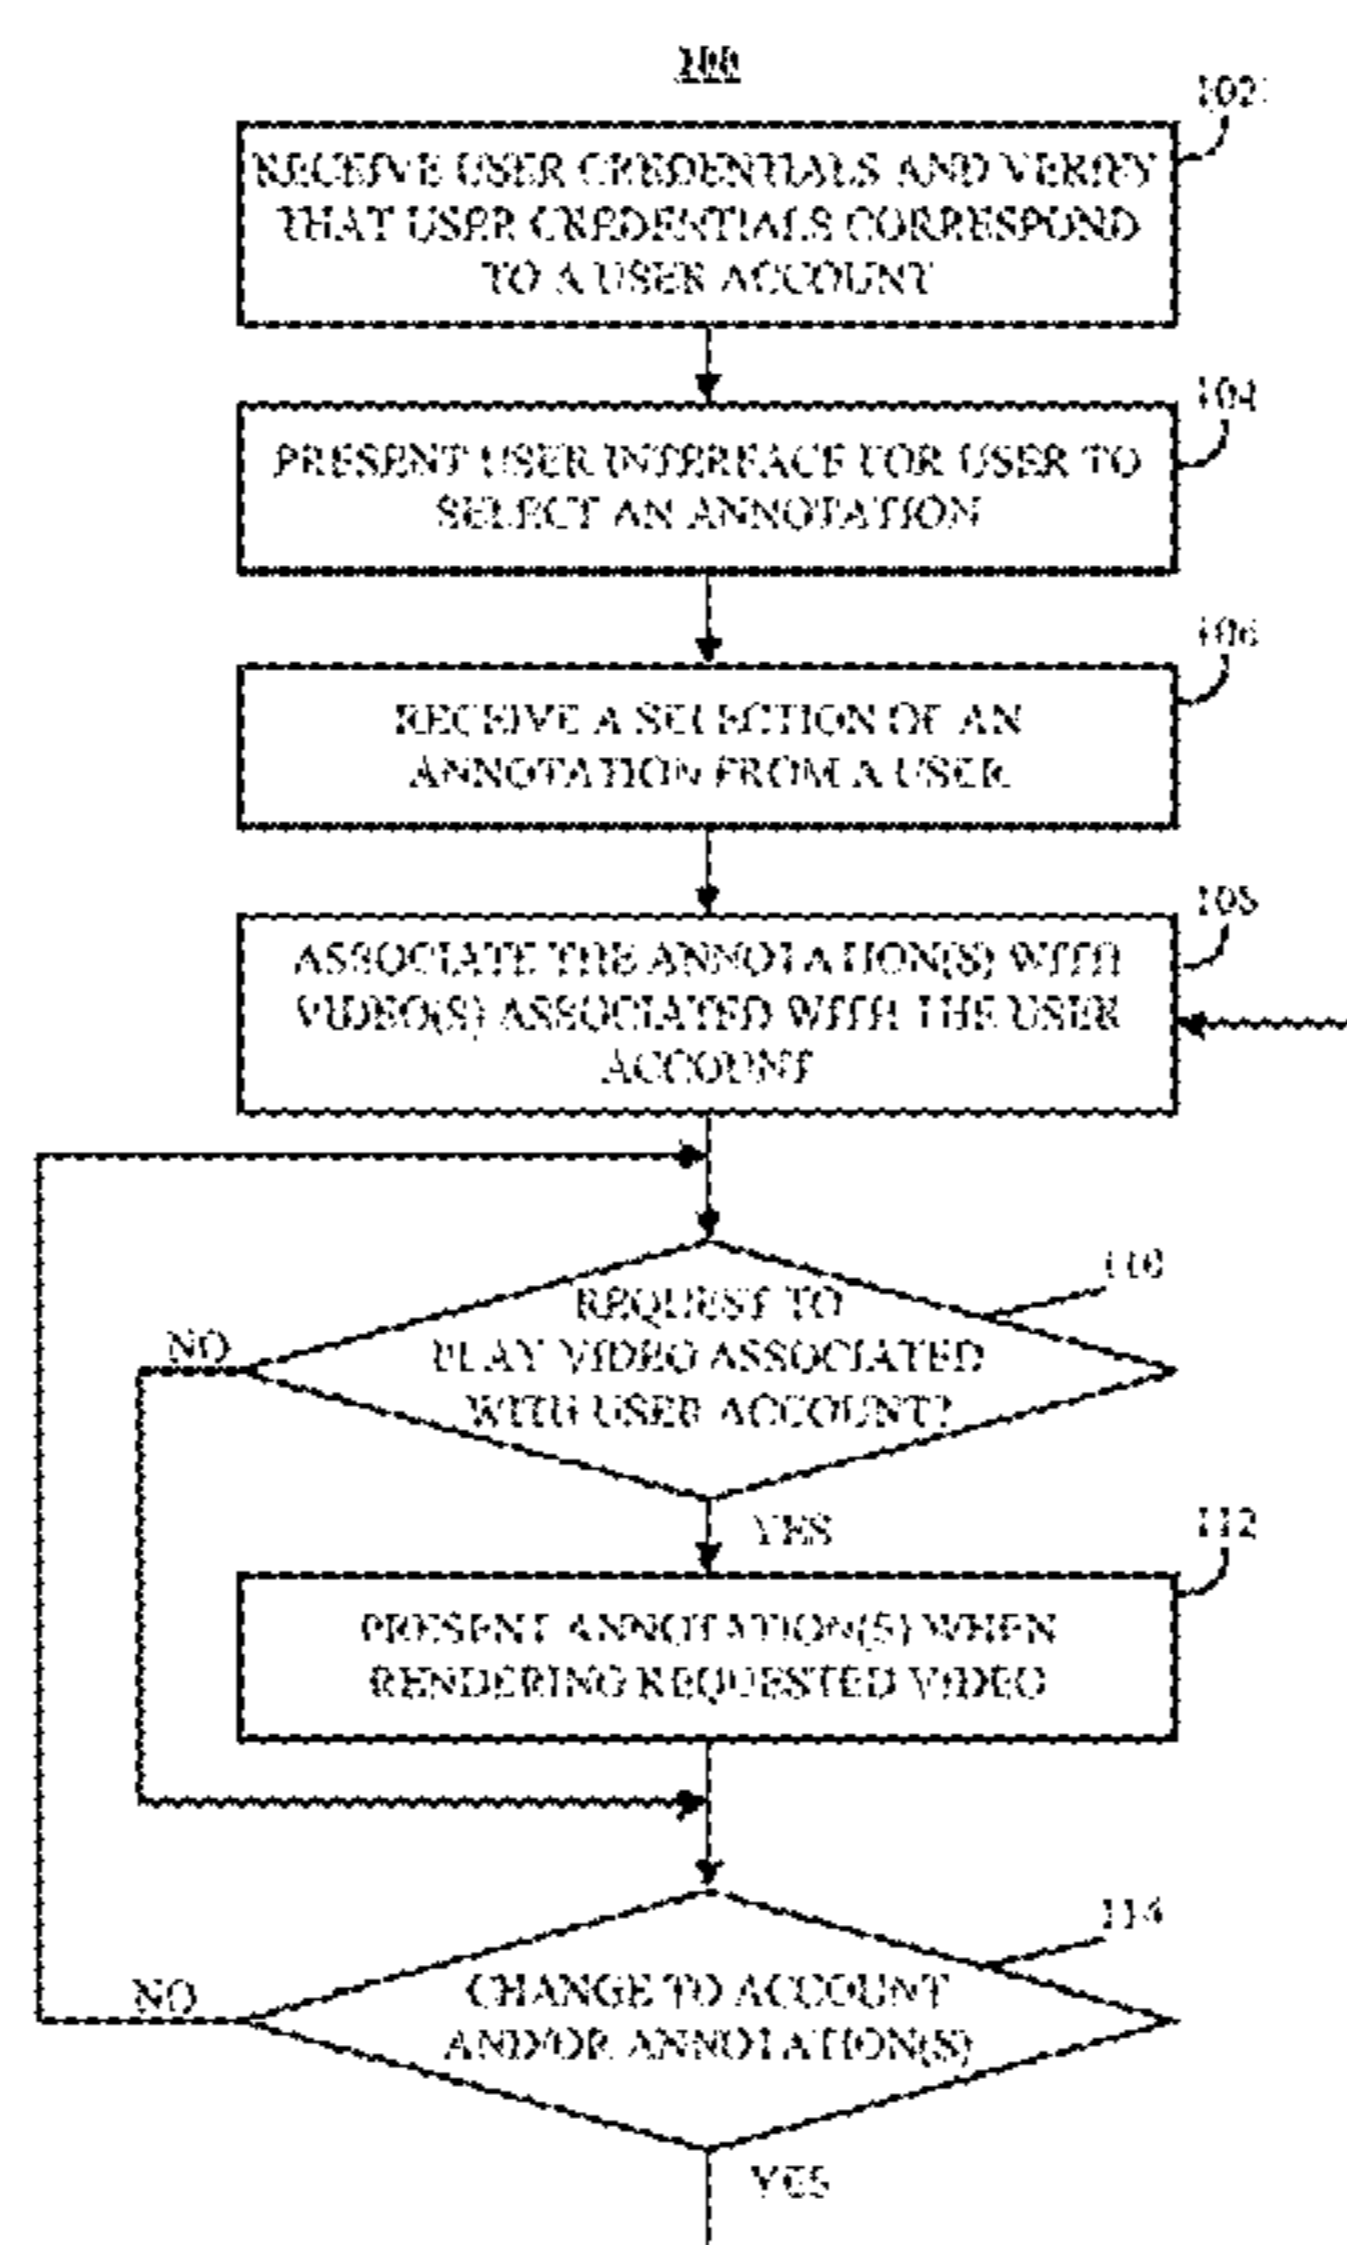 100
102
RECEIVE USER CREDENTIALS AND VERIFY
THAT USER CREDENTIALS CORRESPOND
TO A USER ACCOUNT
104
PRESENT USER INTERFACE FOR USER TO
SELECT AN ANNOTATION
106
RECEIVE A SELECTION OF AN
ANNOTATION FROM A USER
108
ASSOCIATE THE ANNOTATION(S) WITH
VIDEO(S) ASSOCIATED WITH THE USER
ACCOUNT
110
REQUEST TO
PLAY VIDEO ASSOCIATED
WITH USER ACCOUNT?
NO
YES
112
PRESENT ANNOTATION(S) WHEN
RENDERING REQUESTED VIDEO
114
CHANGE TO ACCOUNT
AND/OR ANNOTATION(S)
NO
YES